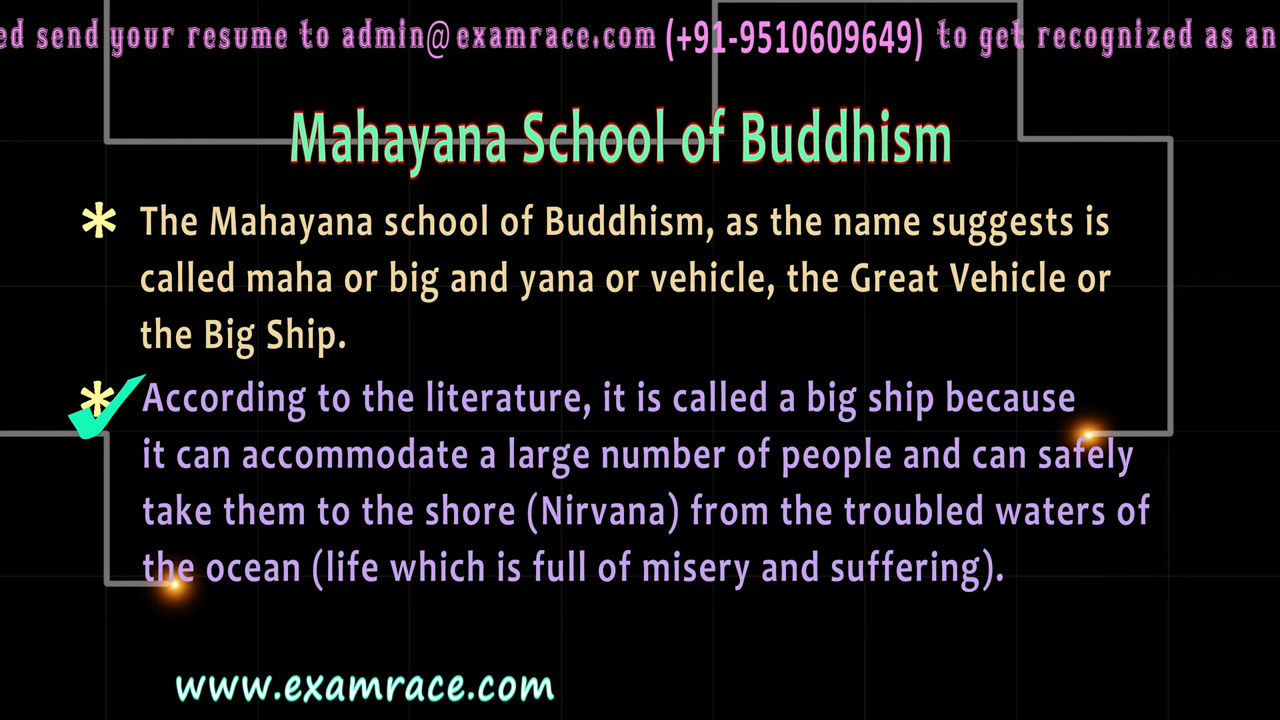 ed send your resume to admin@examrace.com (+91-9510609649) to get recognized as an
Mahayana School of Buddhism
* The Mahayana school of Buddhism, as the name suggests is
called maha or big and yana or vehicle, the Great Vehicle or
the Big Ship.
* According to the literature, it is called a big ship because
it can accommodate a large number of people and can safely
take them to the shore (Nirvana) from the troubled waters of
the ocean (life which is full of misery and suffering).
www.examrace.com